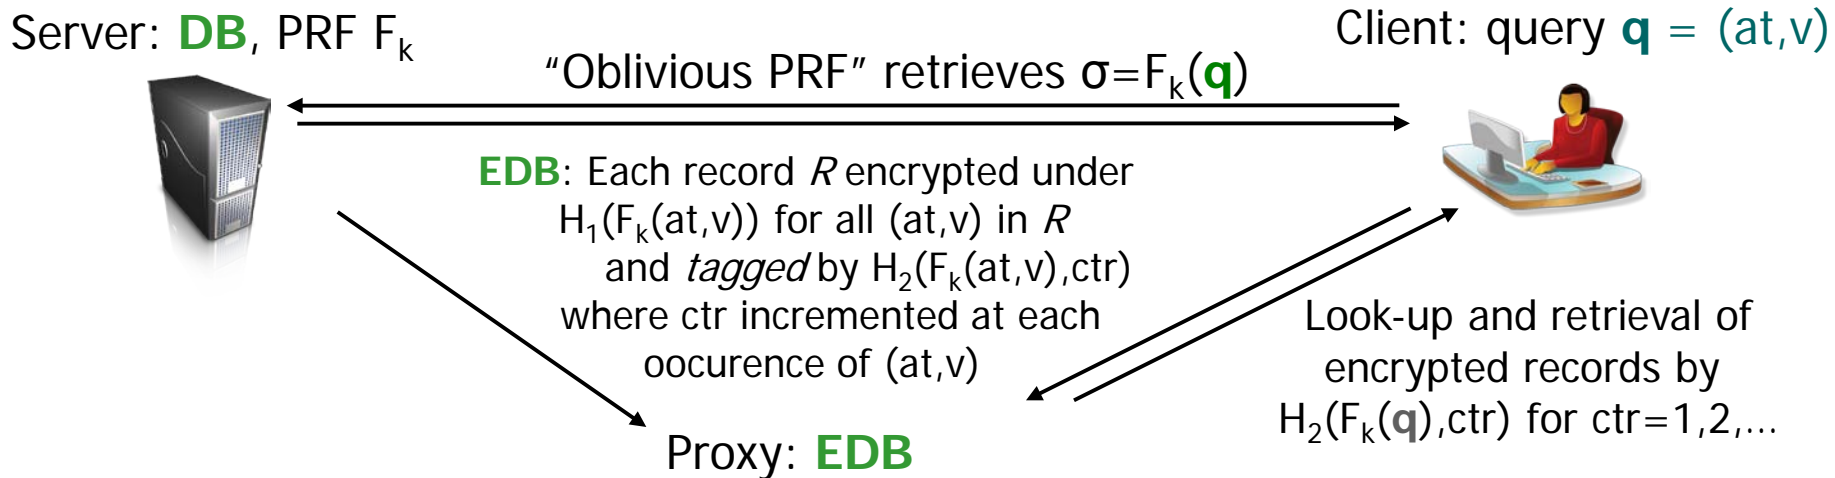 Server: DB, PRF Fk
Client: query q = (at,v)
“Oblivious PRF” retrieves σ=Fk(q)
EDB: Each record R encrypted under
H1(Fk(at,v)) for all (at,v) in R
and tagged by H2(Fk(at,v),ctr)
where ctr incremented at each
oocurence of (at,v)
Look-up and retrieval of
encrypted records by
H2(Fk(q),ctr) for ctr=1,2,...
Proxy: EDB